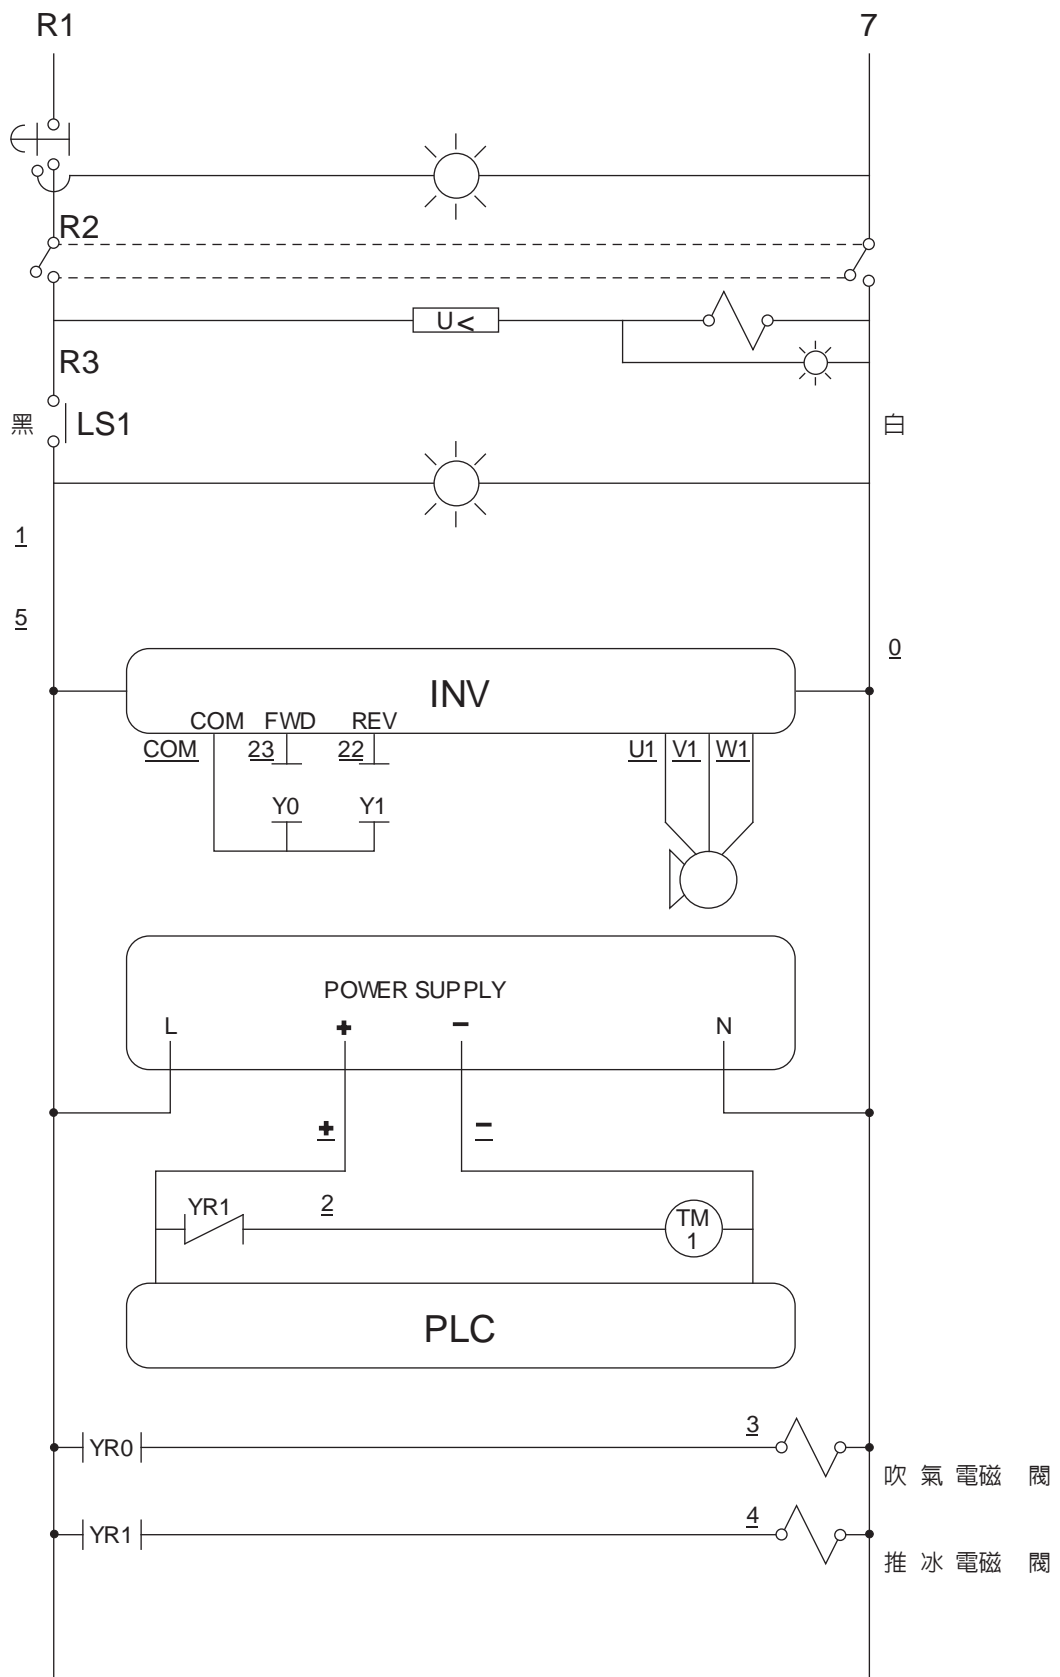 R1 7
R2
U<
R3
黑 LS1 白
1
5
0
INV
COM FWD REV
COM 23 22 U1 V1 W1
Y0 Y1
POWER SUPPLY
L + − N
+ −
YR1 2 TM
1
PLC
3
YR0
吹氣電磁閥
4
YR1
推冰電磁閥